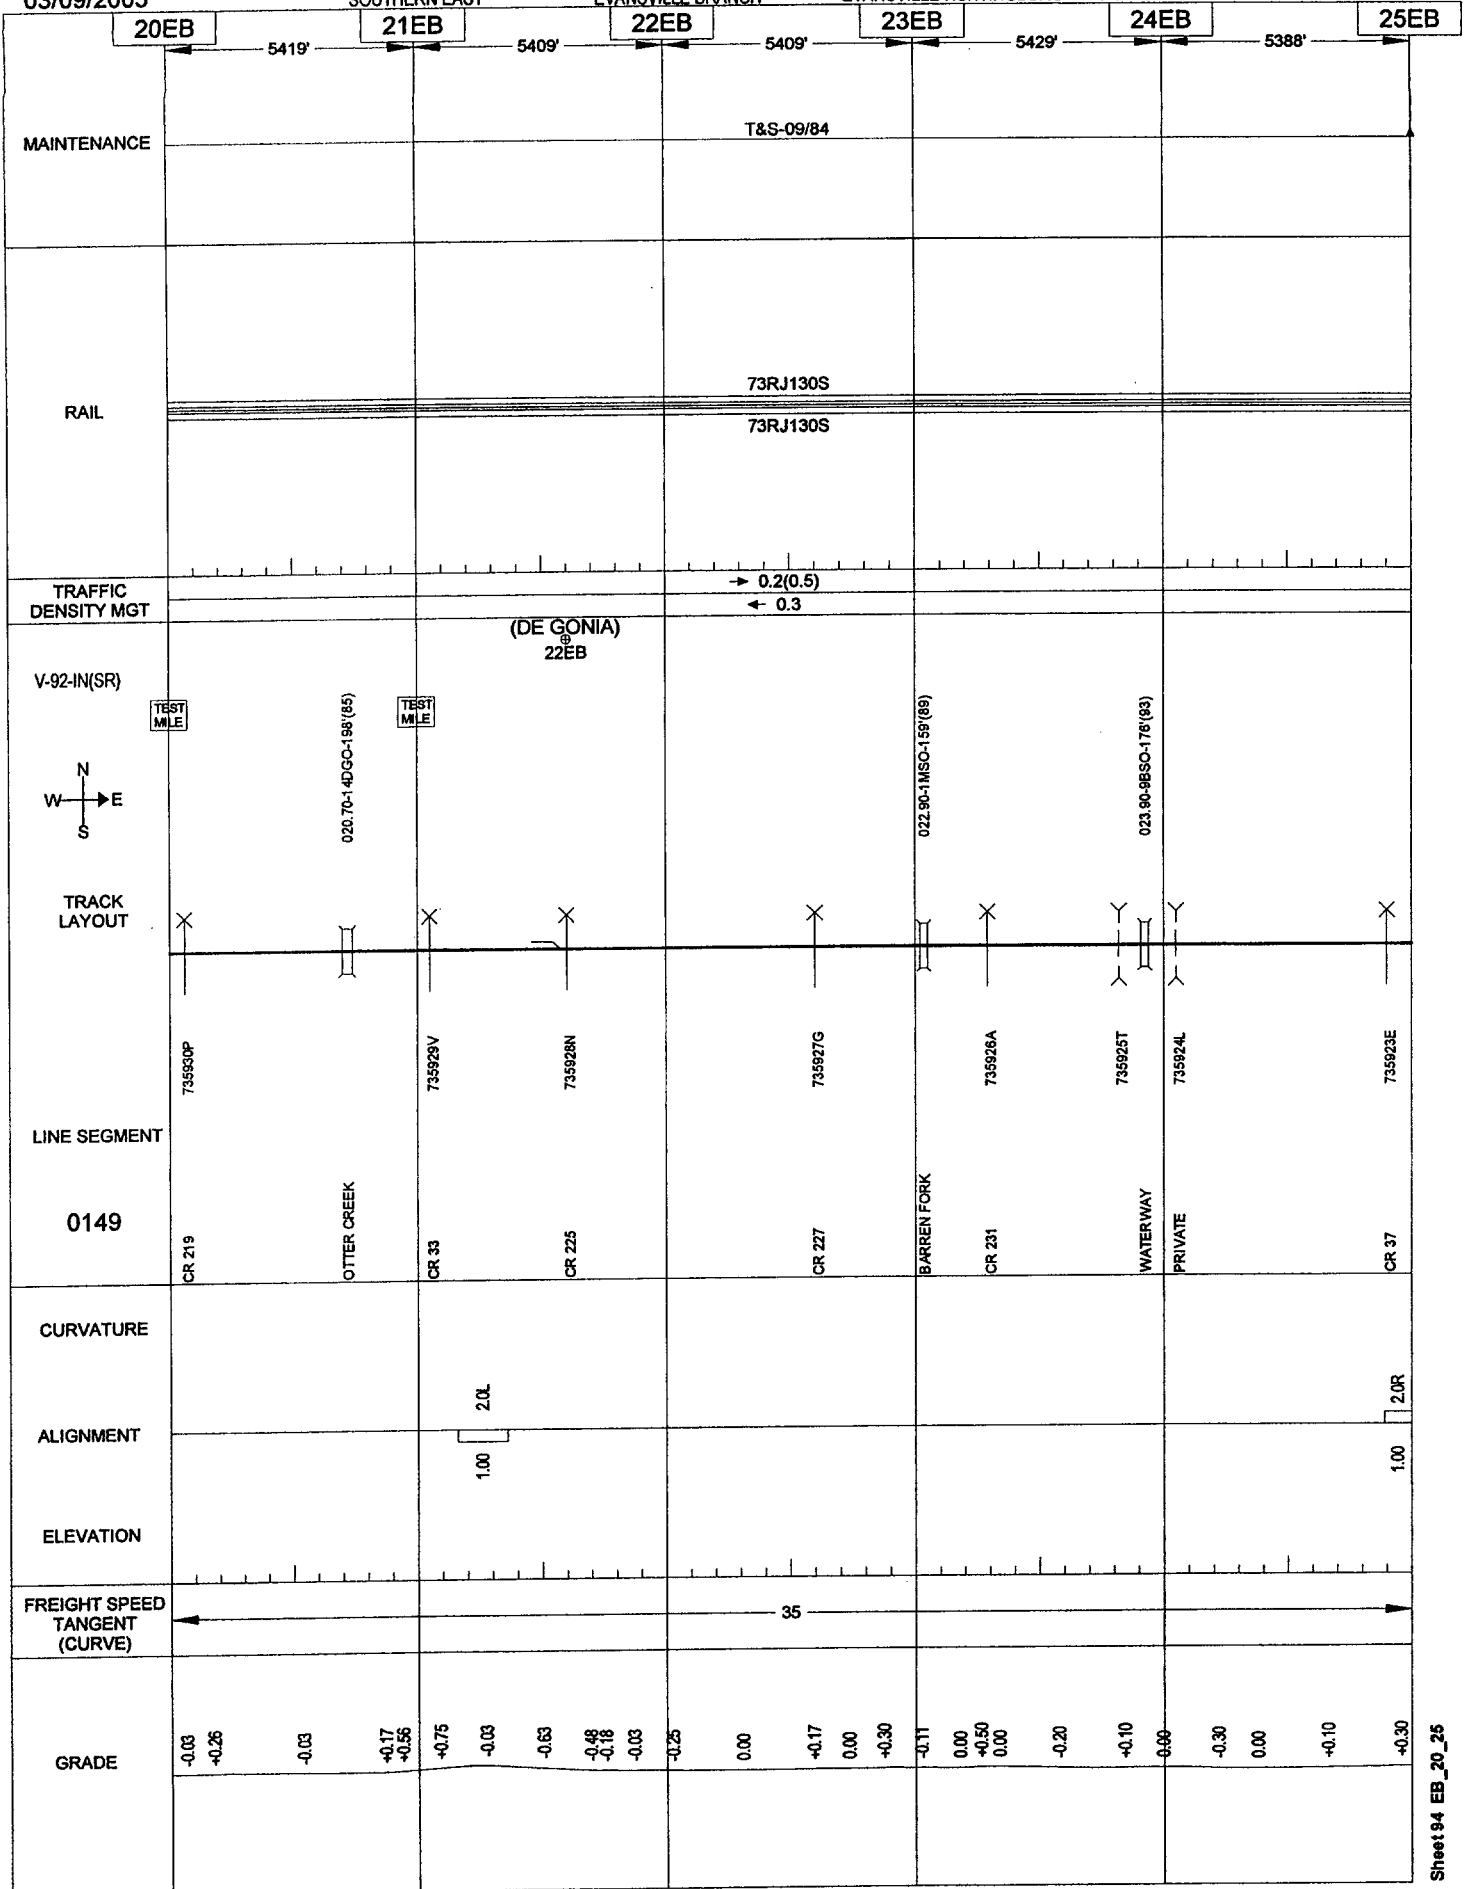 03/09/2005
SOUTHERN EAST
EVANSVILLE BRANCH
20EB 21EB 22EB 23EB 24EB 25EB
5419' 5409' 5409' 5429' 5388'
MAINTENANCE
T&S-09/84
RAIL
73RJ130S
73RJ130S
TRAFFIC
DENSITY MGT
0.2(0.5)
0.3
(DE GONIA)
22EB
V-92-IN(SR)
TEST
MILE
TEST
MILE
020.70-14DGO-198'(85)
022.90-1MSO-159'(89)
023.90-9BSO-176'(93)
N
W E
S
TRACK
LAYOUT
735930P
735929V
735928N
735927G
735926A
735925T
735924L
735923E
LINE SEGMENT
0149
CR 219
OTTER CREEK
CR 33
CR 225
CR 227
BARREN FORK
CR 231
WATERWAY
PRIVATE
CR 37
CURVATURE
2.0L
2.0R
ALIGNMENT
1.00
1.00
ELEVATION
FREIGHT SPEED
TANGENT
(CURVE)
35
GRADE
-0.03
+0.26
-0.03
+0.17
+0.56
+0.75
-0.03
-0.63
-0.48
-0.18
-0.03
-0.25
0.00
+0.17
0.00
+0.30
-0.11
0.00
+0.50
0.00
-0.20
+0.10
0.00
-0.30
0.00
+0.10
+0.30
Sheet 94 EB_20_25